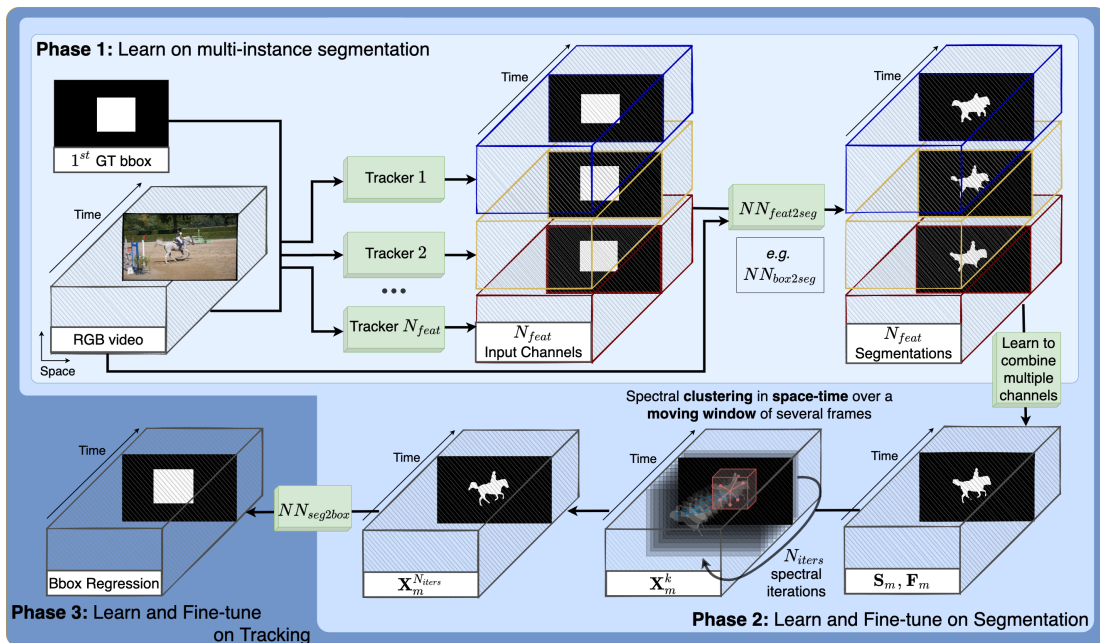 Phase 1: Learn on multi-instance segmentation
Time
1st GT bbox
Time
RGB video
Space
Tracker 1
Tracker 2
...
Tracker N_feat
Time
N_feat
Input Channels
NN_feat2seg
e.g.
NN_box2seg
Time
N_feat
Segmentations
Learn to
combine
multiple
channels
Spectral clustering in space-time over a
moving window of several frames
Time
S_m, F_m
Time
X_m^k
N_iters
spectral
iterations
Time
X_m^{N_iters}
NN_seg2box
Time
Bbox Regression
Phase 2: Learn and Fine-tune on Segmentation
Phase 3: Learn and Fine-tune
on Tracking